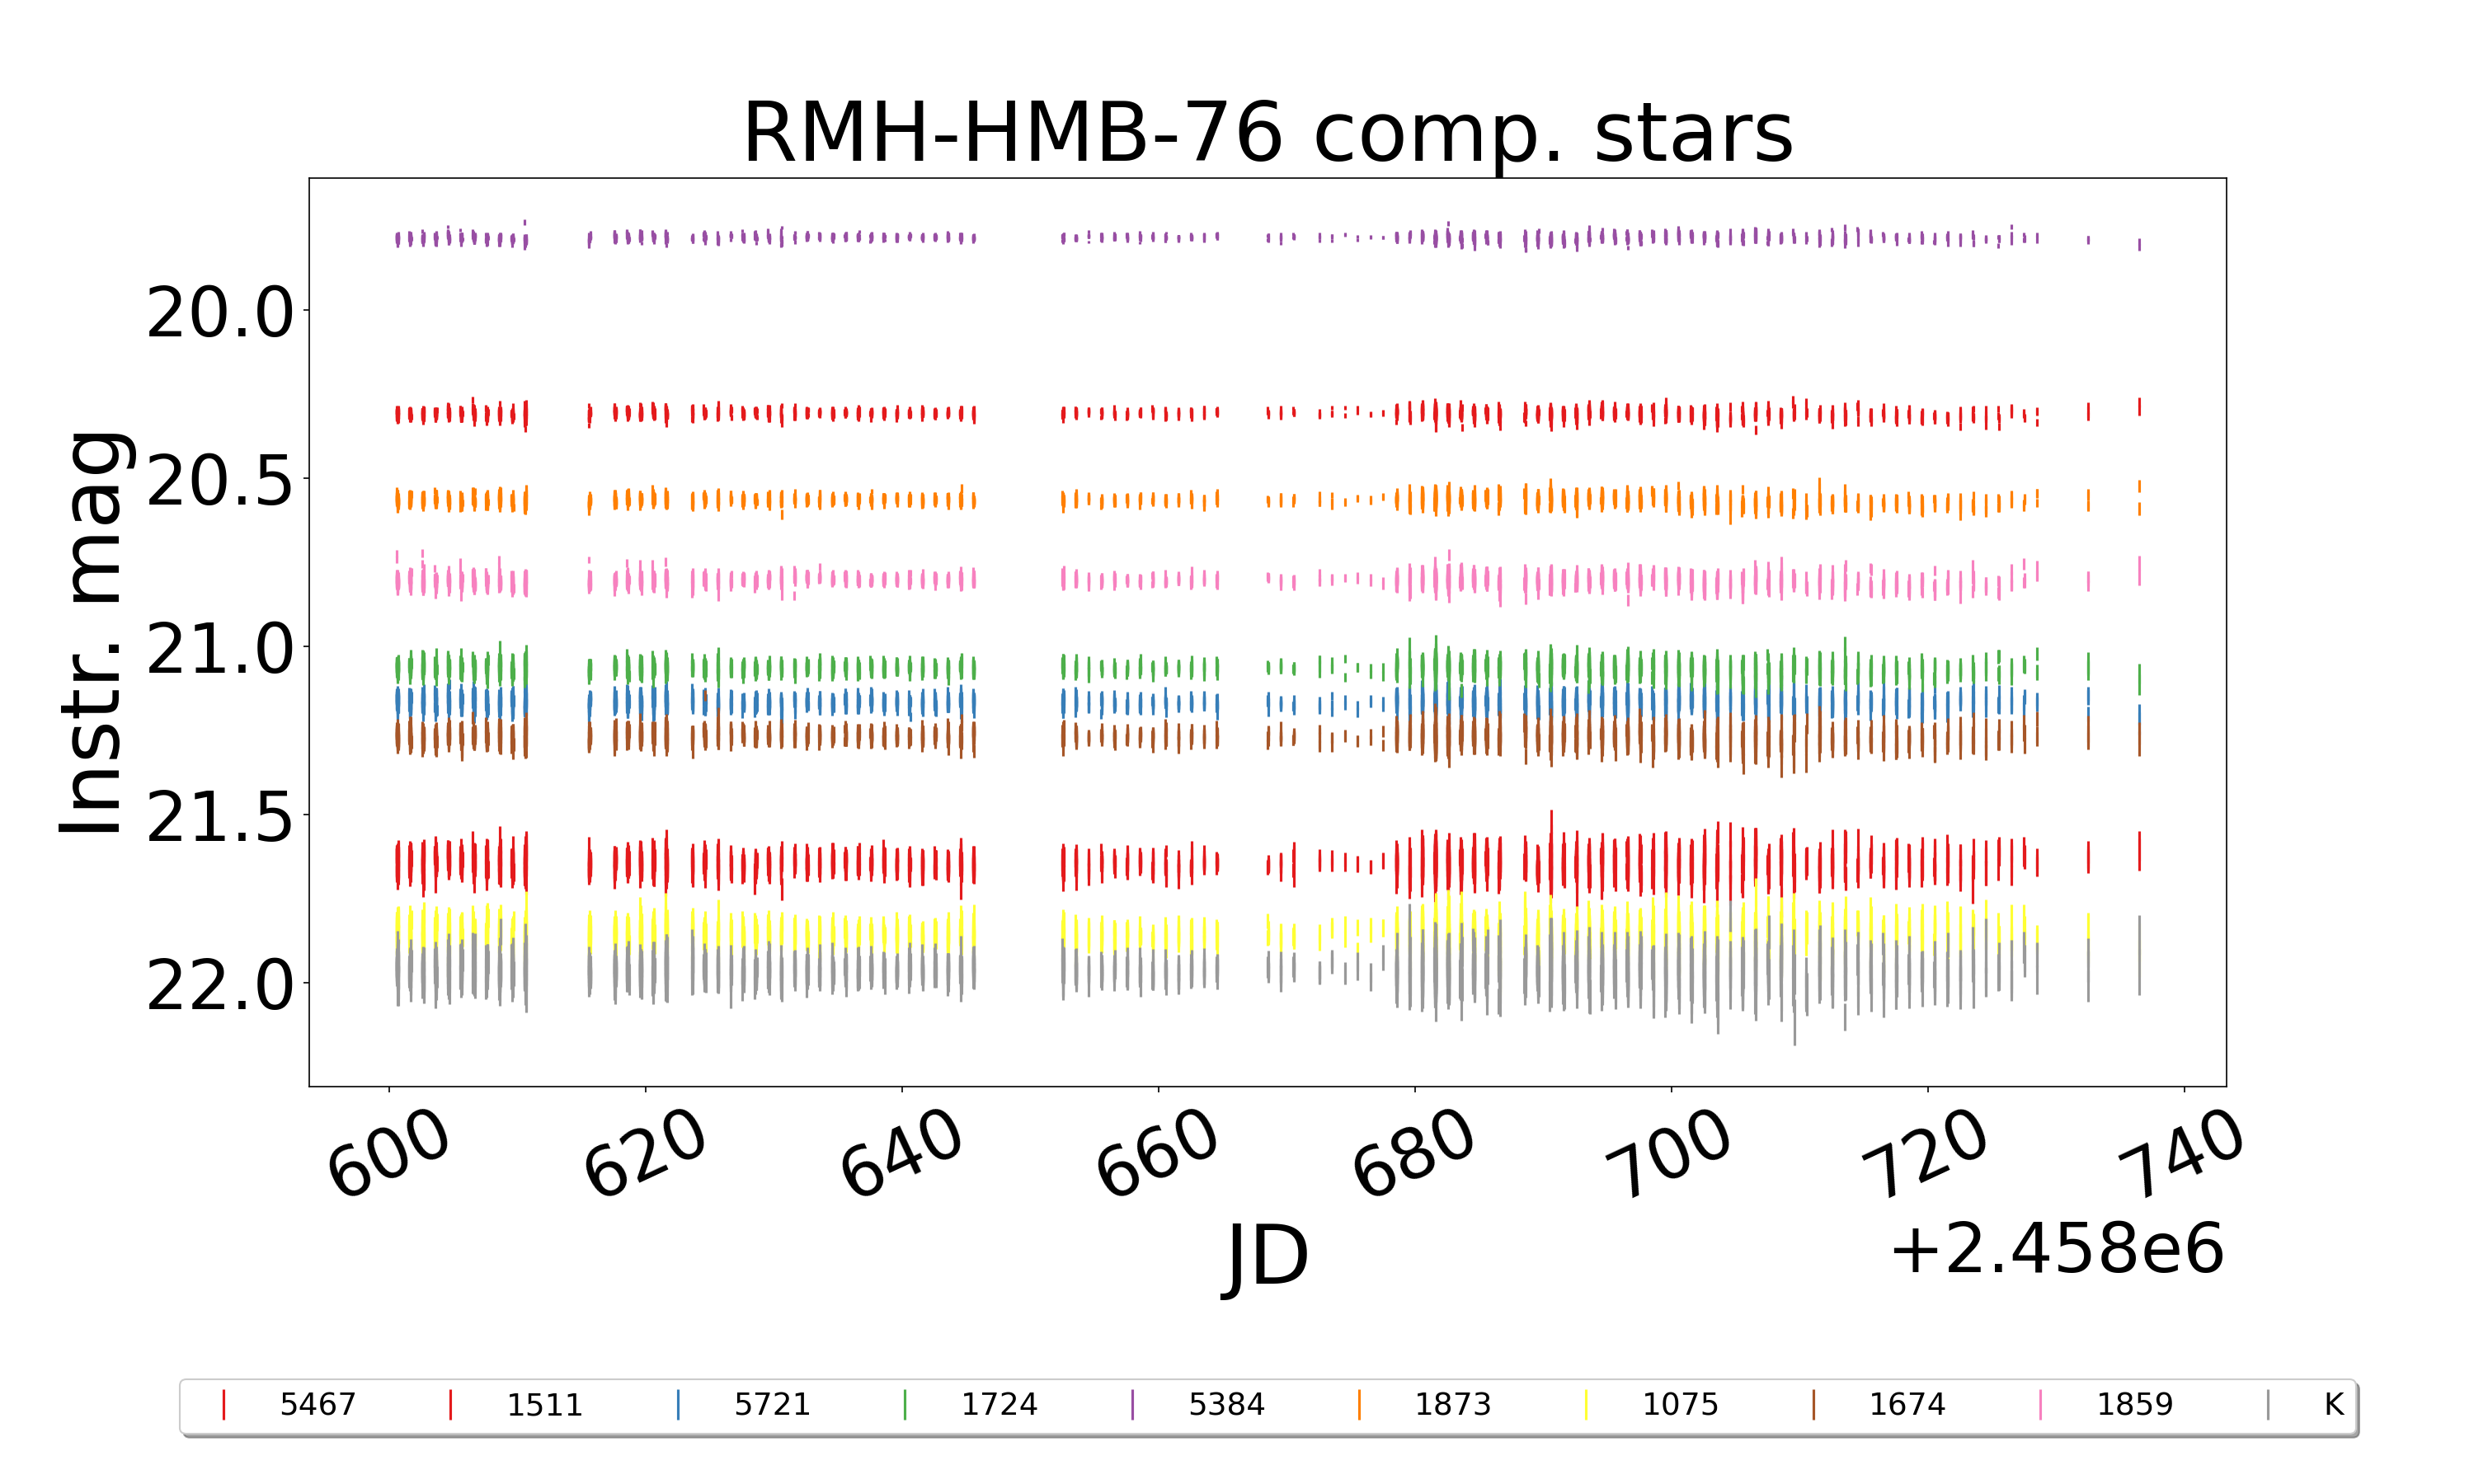 RMH-HMB-76 comp. stars
Instr. mag
20.0
20.5
21.0
21.5
22.0
600 620 640 660 680 700 720 740
JD
+2.458e6
5467 1511 5721 1724 5384 1873 1075 1674 1859 K